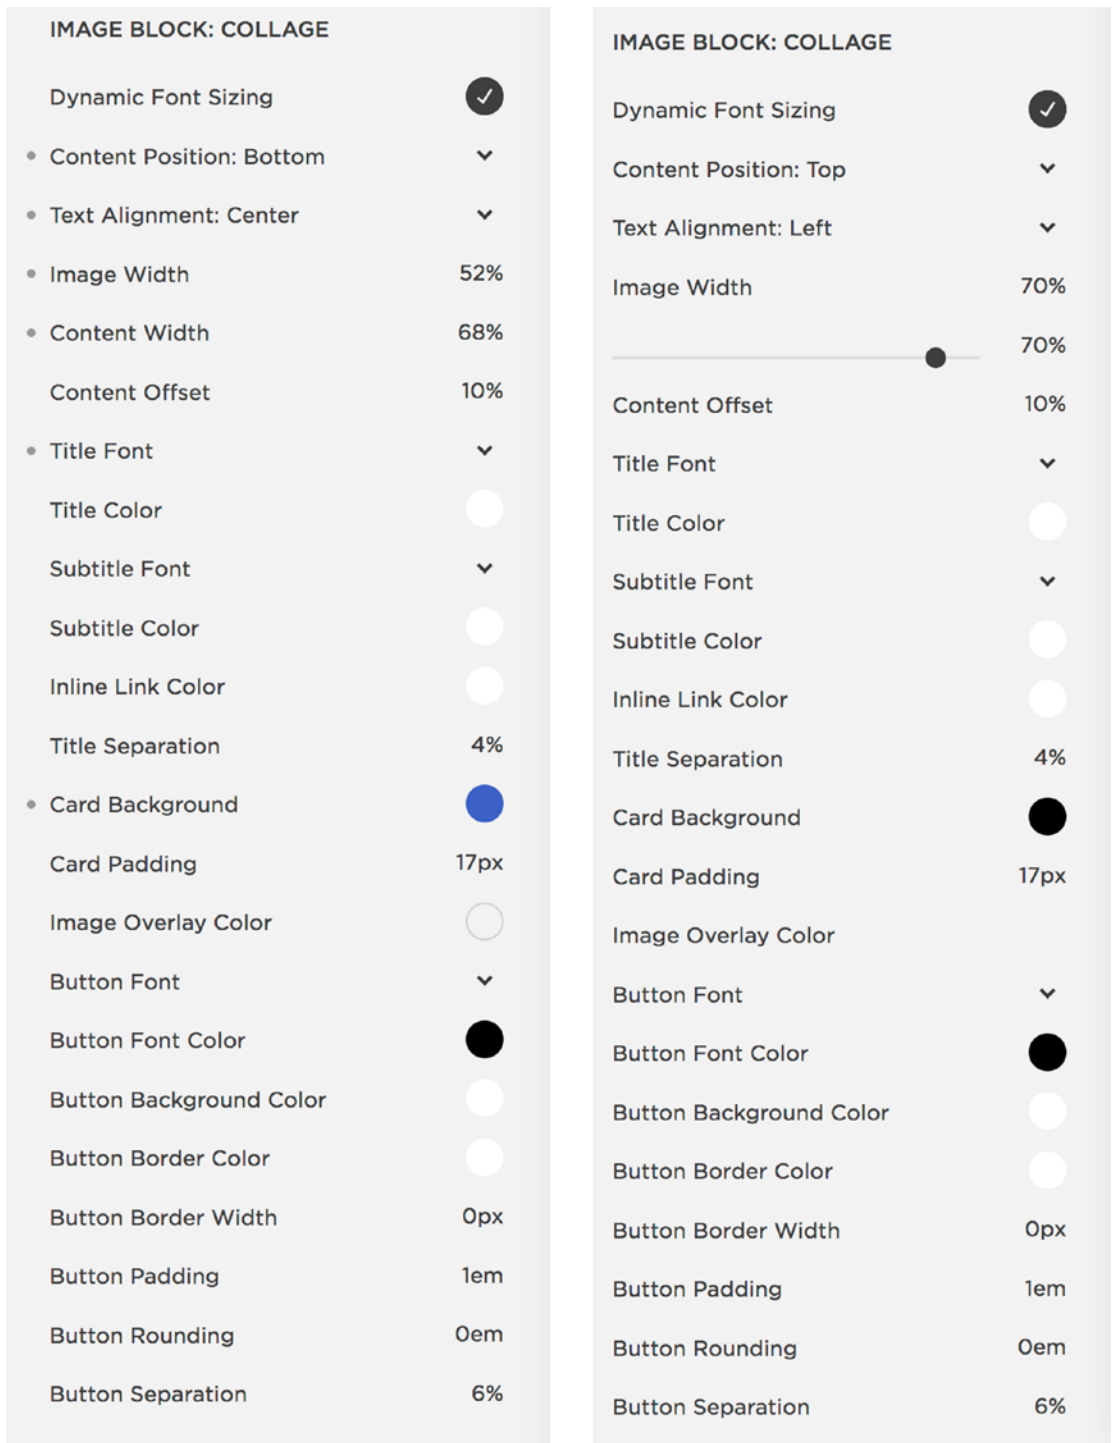 IMAGE BLOCK: COLLAGE
Dynamic Font Sizing
Content Position: Bottom
Text Alignment: Center
Image Width 52%
Content Width 68%
Content Offset 10%
Title Font
Title Color
Subtitle Font
Subtitle Color
Inline Link Color
Title Separation 4%
Card Background
Card Padding 17px
Image Overlay Color
Button Font
Button Font Color
Button Background Color
Button Border Color
Button Border Width 0px
Button Padding 1em
Button Rounding 0em
Button Separation 6%
IMAGE BLOCK: COLLAGE
Dynamic Font Sizing
Content Position: Top
Text Alignment: Left
Image Width 70%
70%
Content Offset 10%
Title Font
Title Color
Subtitle Font
Subtitle Color
Inline Link Color
Title Separation 4%
Card Background
Card Padding 17px
Image Overlay Color
Button Font
Button Font Color
Button Background Color
Button Border Color
Button Border Width 0px
Button Padding 1em
Button Rounding 0em
Button Separation 6%